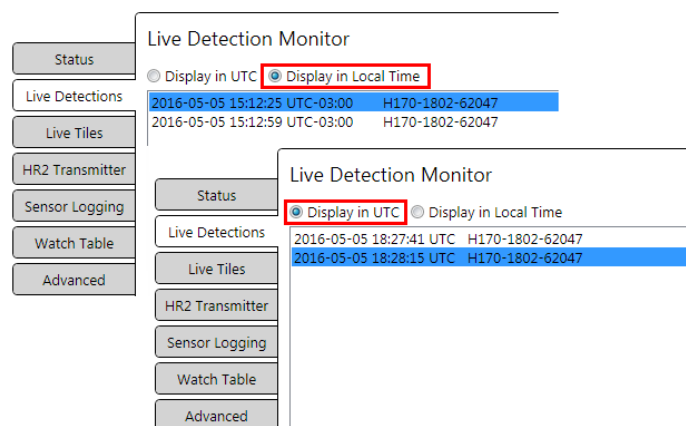 Live Detection Monitor
Status
Display in UTC Display in Local Time
Live Detections
2016-05-05 15:12:25 UTC-03:00 H170-1802-62047
2016-05-05 15:12:59 UTC-03:00 H170-1802-62047
Live Tiles
HR2 Transmitter
Sensor Logging
Watch Table
Advanced
Live Detection Monitor
Status
Display in UTC Display in Local Time
Live Detections
2016-05-05 18:27:41 UTC H170-1802-62047
2016-05-05 18:28:15 UTC H170-1802-62047
Live Tiles
HR2 Transmitter
Sensor Logging
Watch Table
Advanced